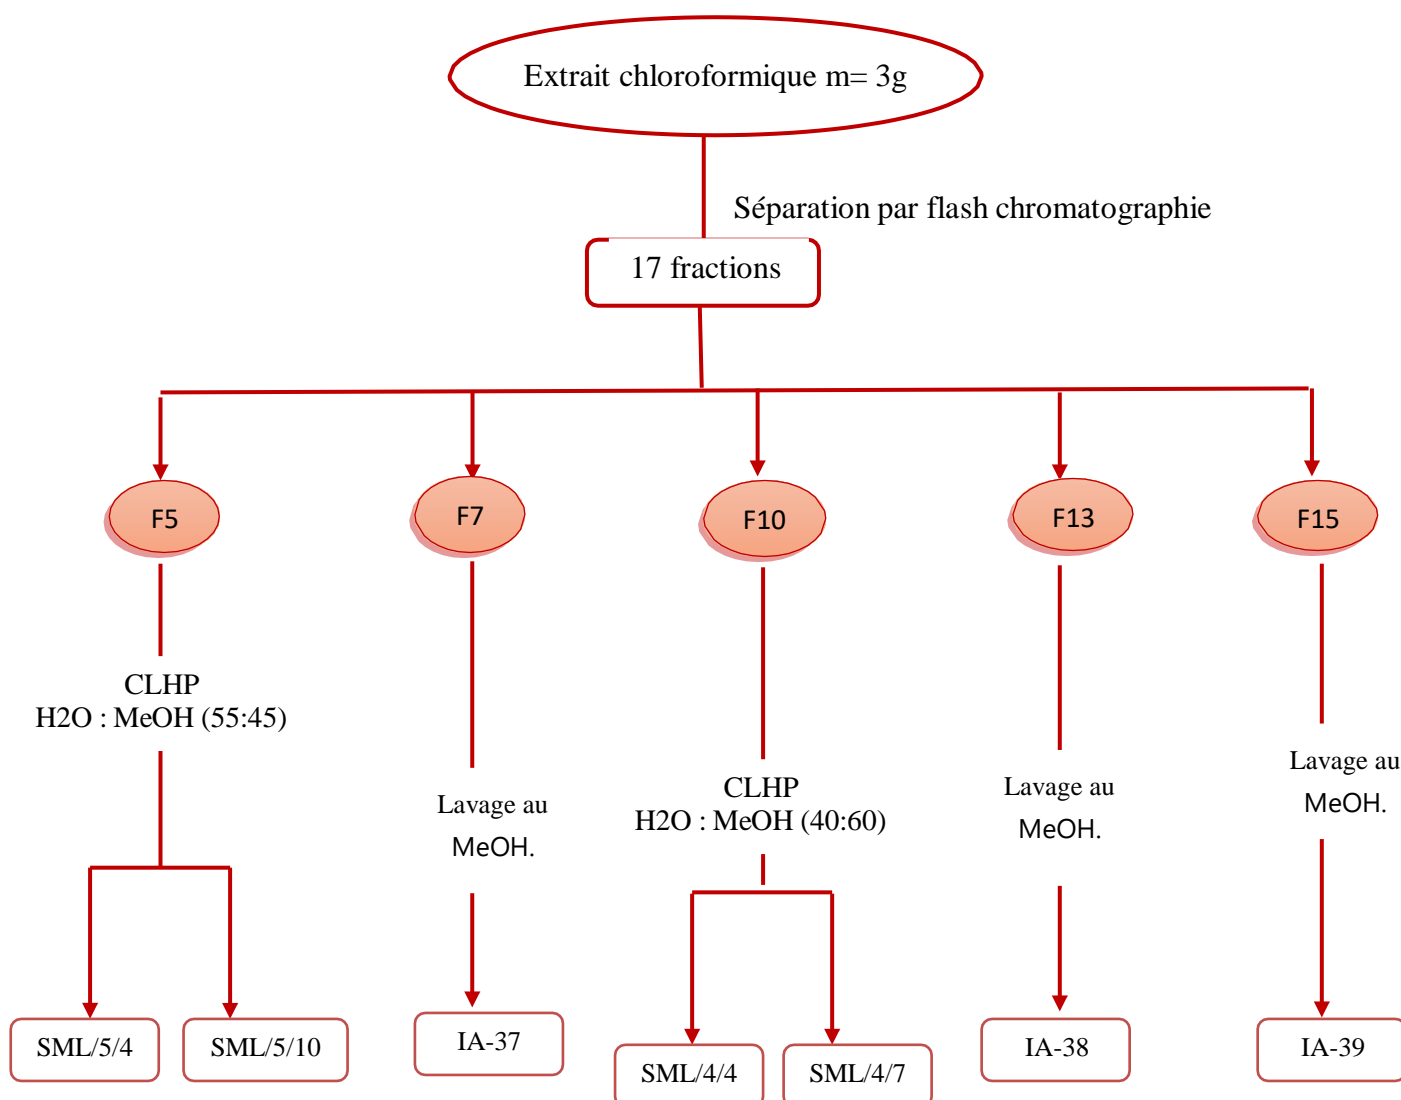 Extrait chloroformique m= 3g
Séparation par flash chromatographie
17 fractions
F5
F7
F10
F13
F15
CLHP
H2O : MeOH (55:45)
Lavage au
MeOH.
CLHP
H2O : MeOH (40:60)
Lavage au
MeOH.
Lavage au
MeOH.
SML/5/4
SML/5/10
IA-37
SML/4/4
SML/4/7
IA-38
IA-39